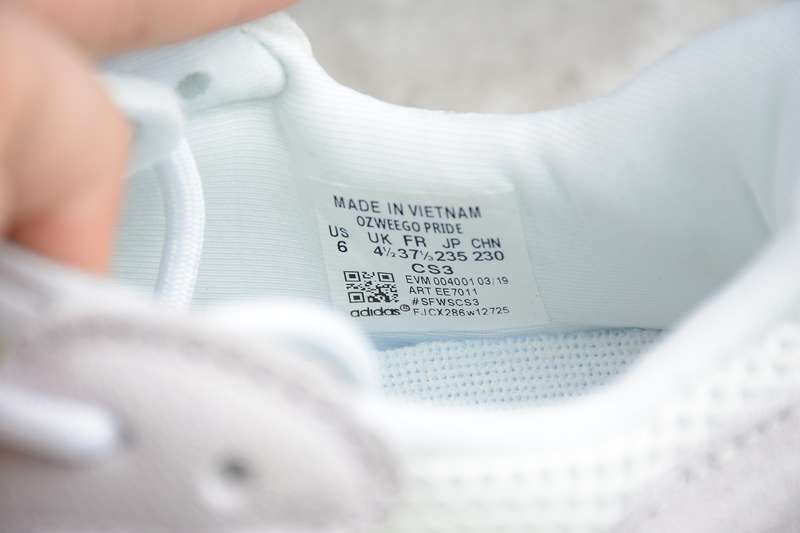 MADE IN VIETNAM
OZWEEGO PRIDE
US UK FR JP CHN
6 4½ 37⅓ 235 230
CS3
EVM 004001 03/19
ART EE7011
#SFWSCS3
adidas® FJCX286w12725